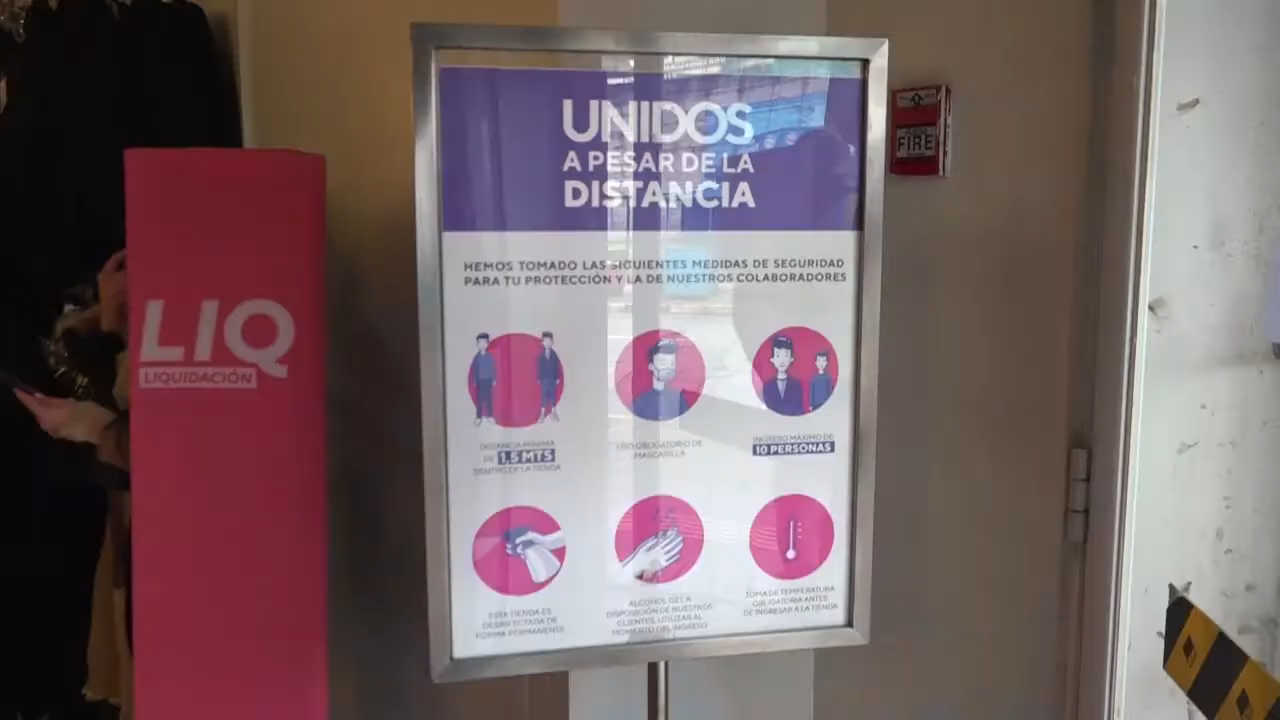 UNIDOS
A PESAR DE LA
DISTANCIA
HEMOS TOMADO LAS SIGUIENTES MEDIDAS DE SEGURIDAD
PARA TU PROTECCIÓN Y LA DE NUESTROS COLABORADORES
DISTANCIA MÍNIMA
DE 1,5 MTS
DENTRO DE LA TIENDA
USO OBLIGATORIO DE
MASCARILLA
INGRESO MÁXIMO DE
10 PERSONAS
ESTA TIENDA ES
DESINFECTADA DE
FORMA PERMANENTE
ALCOHOL GEL A
DISPOSICIÓN DE NUESTROS
CLIENTES, UTILIZAR AL
MOMENTO DEL INGRESO
TOMA DE TEMPERATURA
OBLIGATORIA ANTES
DE INGRESAR A LA TIENDA
LIQ
LIQUIDACIÓN
FIRE